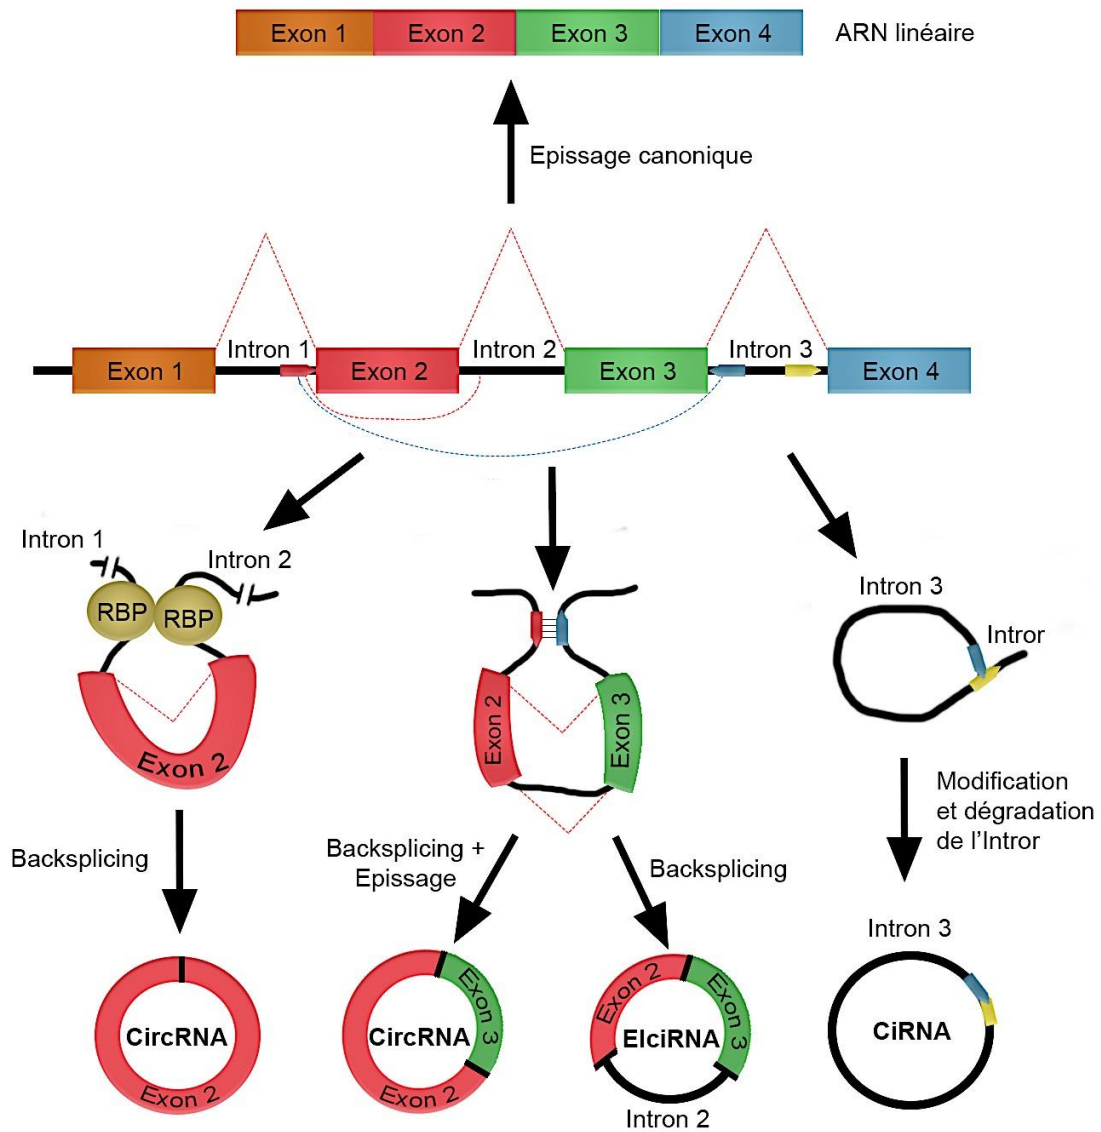 Exon 1 Exon 2 Exon 3 Exon 4 ARN linéaire
Epissage canonique
Intron 1 Intron 2 Intron 3
Exon 1 Exon 2 Exon 3 Exon 4
Intron 1
Intron 2
RBP RBP
Exon 2
Exon 2 Exon 3
Intron 3
Intror
Backsplicing
Backsplicing +
Epissage
Backsplicing
Modification
et dégradation
de l'Intror
CircRNA
Exon 2
CircRNA
Exon 3
Exon 2
Exon 2
Exon 3
EIciRNA
Intron 2
Intron 3
CiRNA